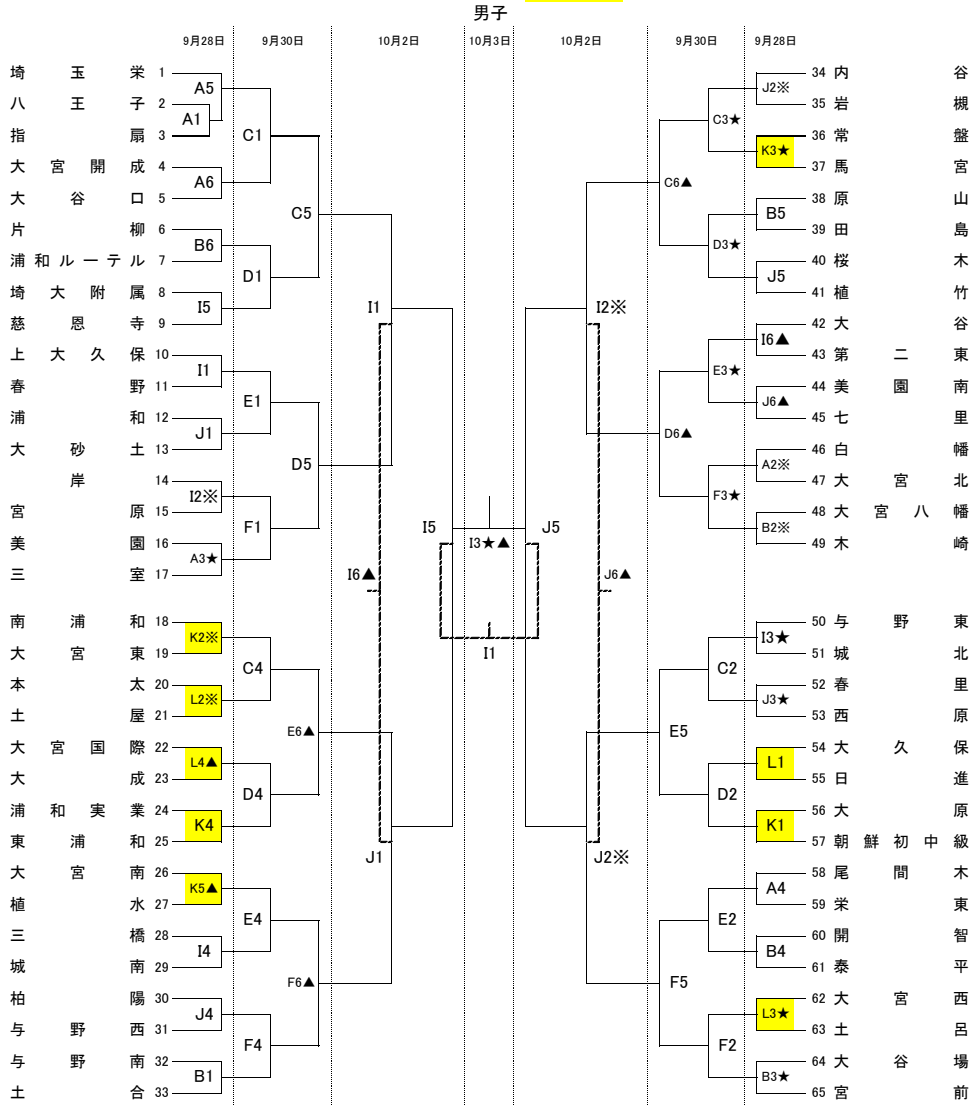 男子
9月28日 9月30日 10月2日 10月3日 10月2日 9月30日 9月28日
埼玉栄 1 34 内谷
A5 J2※
八王子 2 35 岩槻
A1 C3★
指扇 3 36 常盤
C1 K3★
大宮開成 4 37 馬宮
A6 C6▲
大谷口 5 38 原山
C5 B5
片柳 6 39 田島
B6 D3★
浦和ルーテル 7 40 桜木
D1 J5
埼大附属 8 41 植竹
I5 I1 I2※
慈恩寺 9 42 大谷
I6▲
上大久保 10 43 第二東
I1 E3★
春野 11 44 美園南
E1 J6▲
浦和 12 45 七里
J1 D6▲
大砂土 13 46 白幡
D5 A2※
岸 14 47 大宮北
I2※ F3★
宮原 15 48 大宮八幡
F1 I5 J5 B2※
美園 16 49 木崎
A3★ I3★▲
三室 17
I6▲ J6▲
南浦和 18 50 与野東
K2※ I3★
大宮東 19 51 城北
C4 I1 C2
本太 20 52 春里
L2※ J3★
土屋 21 53 西原
E6▲ E5
大宮国際 22 54 大久保
L4▲ L1
大成 23 55 日進
D4 D2
浦和実業 24 56 大原
K4 K1
東浦和 25 57 朝鮮初中級
J1 J2※
大宮南 26 58 尾間木
K5▲ A4
植水 27 59 栄東
E4 E2
三橋 28 60 開智
I4 B4
城南 29 61 泰平
F6▲ F5
柏陽 30 62 大宮西
J4 L3★
与野西 31 63 土呂
F4 F2
与野南 32 64 大谷場
B1 B3★
土合 33 65 宮前